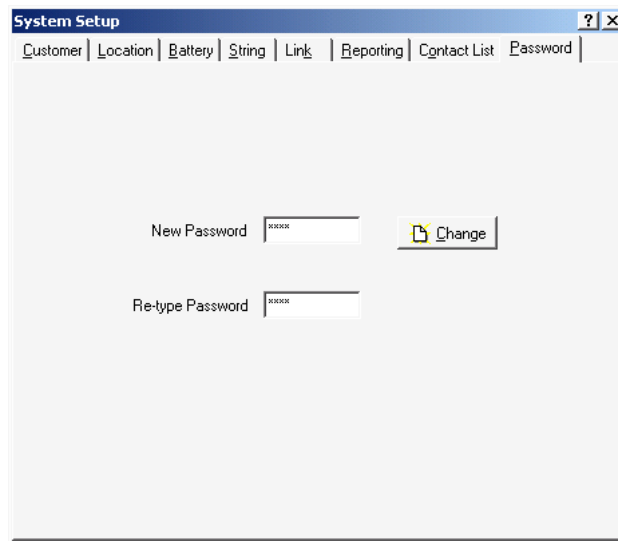 System Setup
Customer Location Battery String Link Reporting Contact List Password
New Password **** Change
Re-type Password ****